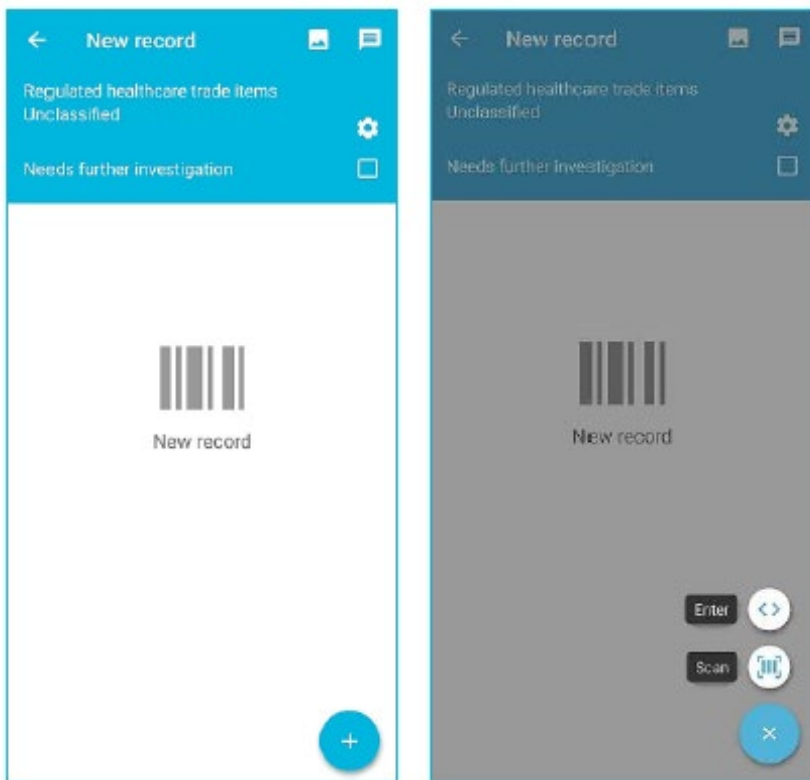 New record
Regulated healthcare trade items
Unclassified
Needs further investigation
New record
New record
Regulated healthcare trade items
Unclassified
Needs further investigation
New record
Enter
Scan